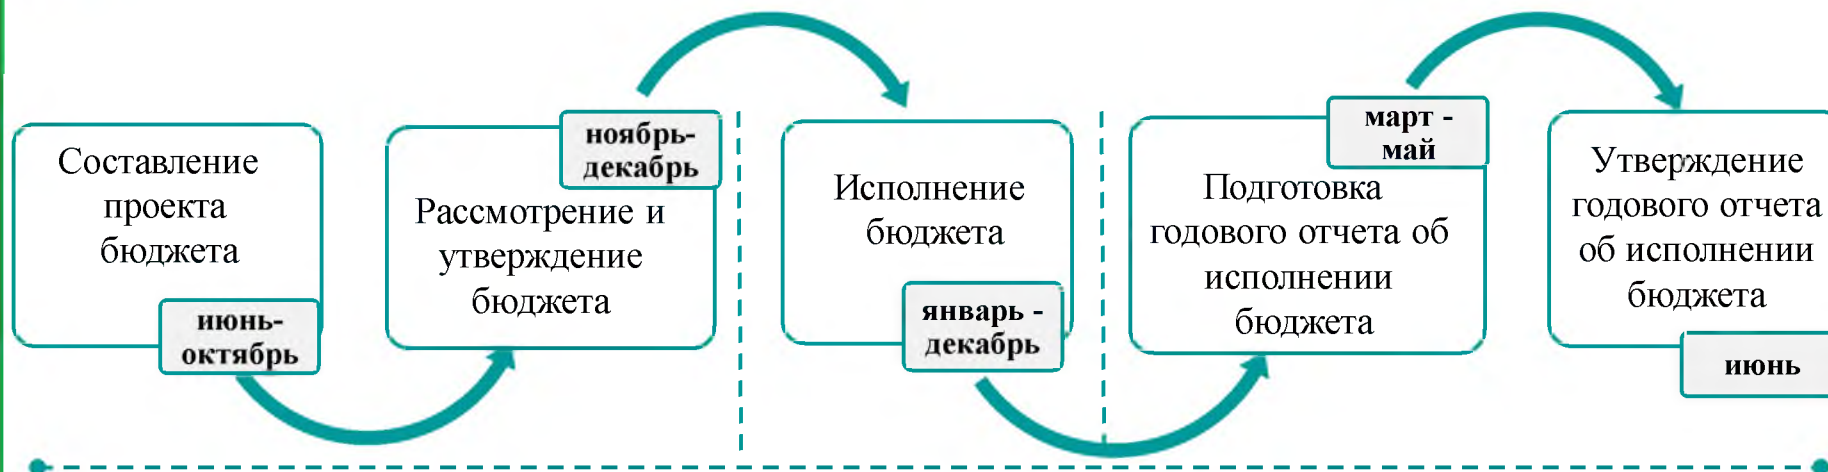 Составление
проекта
бюджета
июнь-
октябрь
ноябрь-
декабрь
Рассмотрение и
утверждение
бюджета
Исполнение
бюджета
январь -
декабрь
март -
май
Подготовка
годового отчета об
исполнении
бюджета
Утверждение
годового отчета
об исполнении
бюджета
июнь